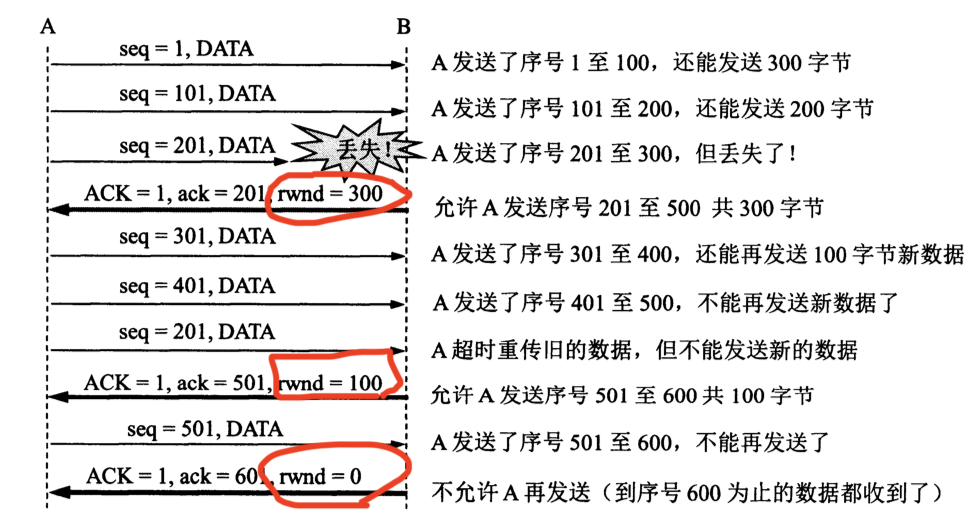 A B
seq = 1, DATA A 发送了序号 1 至 100，还能发送 300 字节
seq = 101, DATA A 发送了序号 101 至 200，还能发送 200 字节
seq = 201, DATA 丢失！ A 发送了序号 201 至 300，但丢失了！
ACK = 1, ack = 201, rwnd = 300 允许 A 发送序号 201 至 500 共 300 字节
seq = 301, DATA A 发送了序号 301 至 400，还能再发送 100 字节新数据
seq = 401, DATA A 发送了序号 401 至 500，不能再发送新数据了
seq = 201, DATA A 超时重传旧的数据，但不能发送新的数据
ACK = 1, ack = 501, rwnd = 100 允许 A 发送序号 501 至 600 共 100 字节
seq = 501, DATA A 发送了序号 501 至 600，不能再发送了
ACK = 1, ack = 601, rwnd = 0 不允许 A 再发送（到序号 600 为止的数据都收到了）